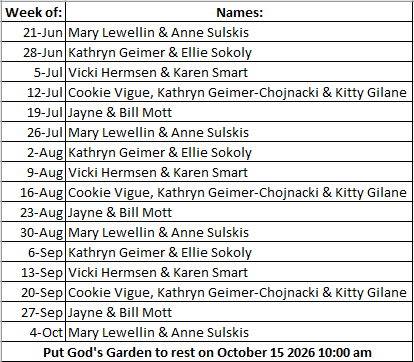 Week of: Names:
21-Jun Mary Lewellin & Anne Sulskis
28-Jun Kathryn Geimer & Ellie Sokoly
5-Jul Vicki Hermsen & Karen Smart
12-Jul Cookie Vigue, Kathryn Geimer-Chojnacki & Kitty Gilane
19-Jul Jayne & Bill Mott
26-Jul Mary Lewellin & Anne Sulskis
2-Aug Kathryn Geimer & Ellie Sokoly
9-Aug Vicki Hermsen & Karen Smart
16-Aug Cookie Vigue, Kathryn Geimer-Chojnacki & Kitty Gilane
23-Aug Jayne & Bill Mott
30-Aug Mary Lewellin & Anne Sulskis
6-Sep Kathryn Geimer & Ellie Sokoly
13-Sep Vicki Hermsen & Karen Smart
20-Sep Cookie Vigue, Kathryn Geimer-Chojnacki & Kitty Gilane
27-Sep Jayne & Bill Mott
4-Oct Mary Lewellin & Anne Sulskis
Put God's Garden to rest on October 15 2026 10:00 am